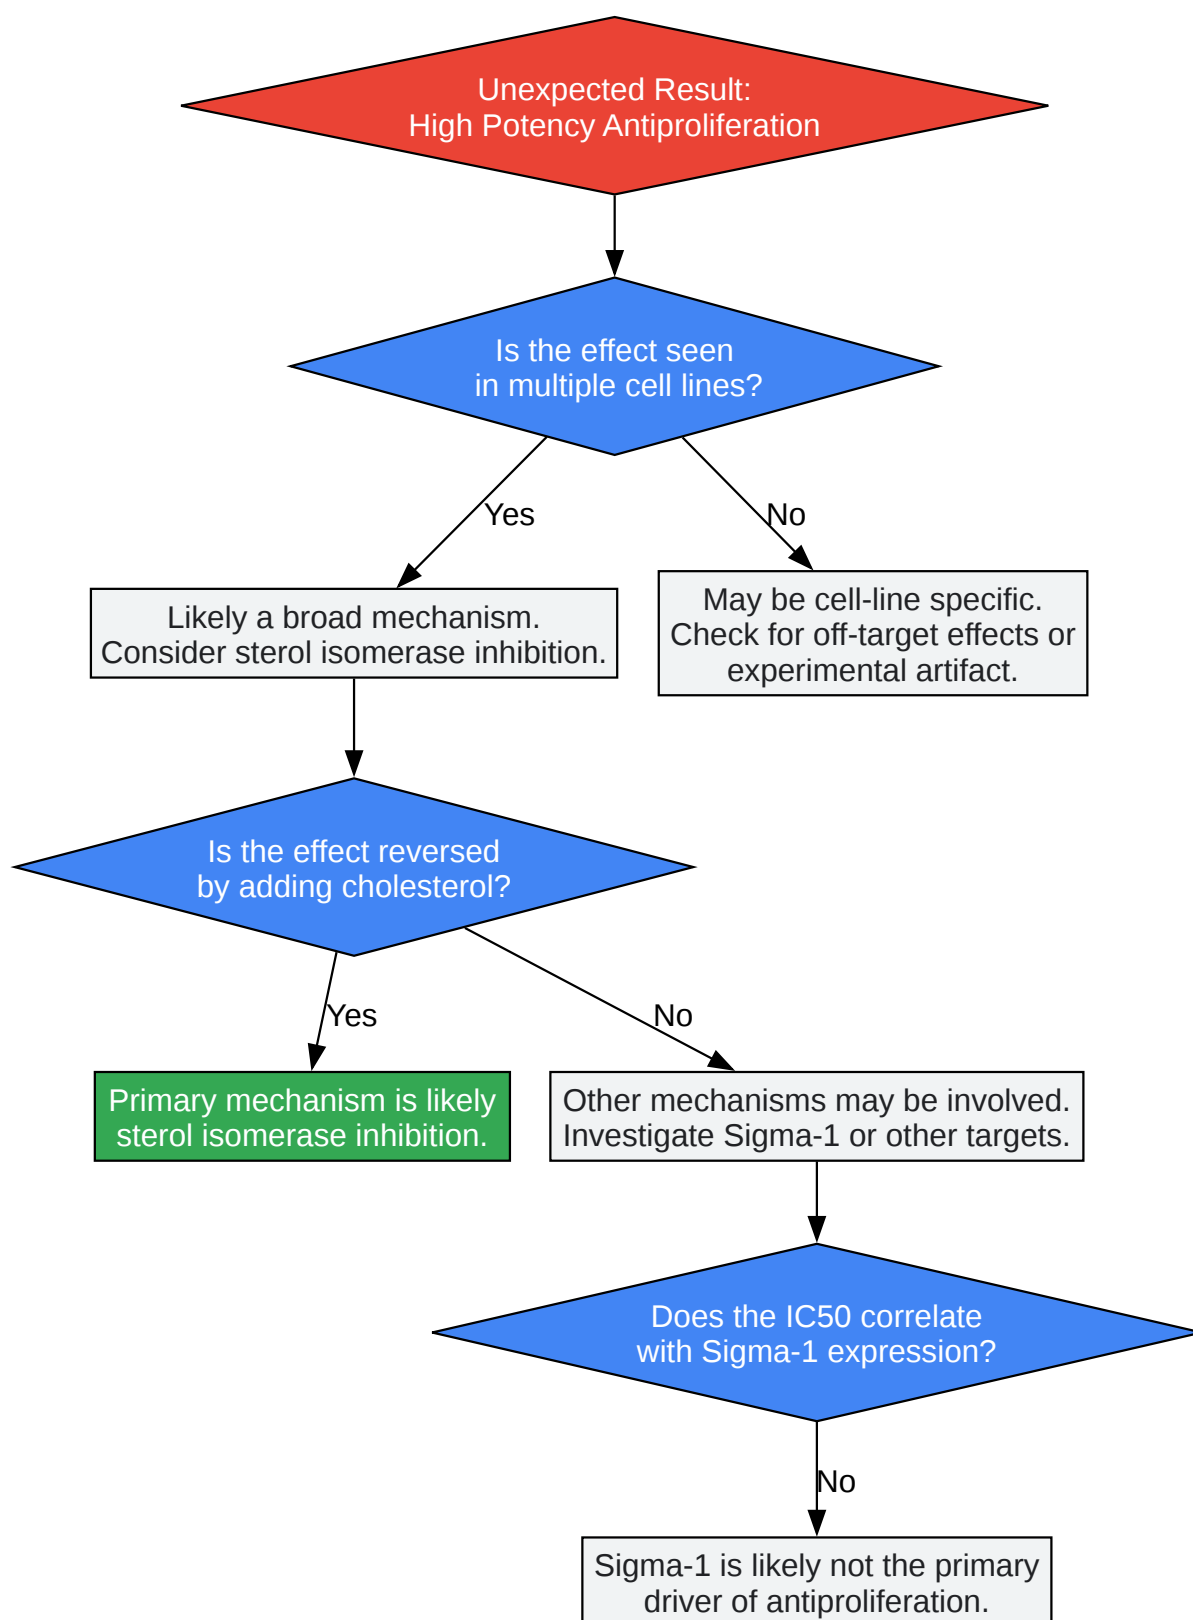 Unexpected Result:
High Potency Antiproliferation
Is the effect seen
in multiple cell lines?
Yes
No
Likely a broad mechanism.
Consider sterol isomerase inhibition.
May be cell-line specific.
Check for off-target effects or
experimental artifact.
Is the effect reversed
by adding cholesterol?
Yes
No
Primary mechanism is likely
sterol isomerase inhibition.
Other mechanisms may be involved.
Investigate Sigma-1 or other targets.
Does the IC50 correlate
with Sigma-1 expression?
No
Sigma-1 is likely not the primary
driver of antiproliferation.